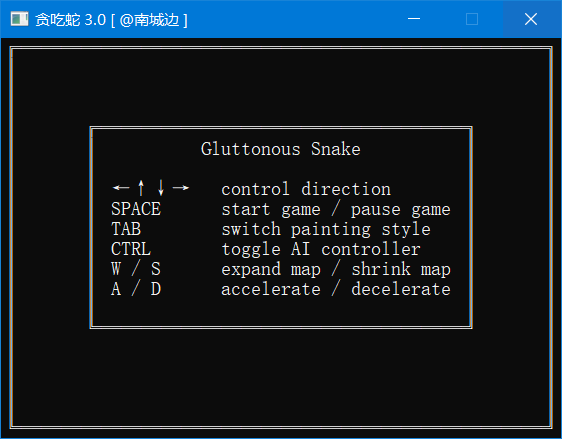 贪吃蛇 3.0 [ @南城边 ]
Gluttonous Snake
←↑↓→ control direction
SPACE start game / pause game
TAB switch painting style
CTRL toggle AI controller
W / S expand map / shrink map
A / D accelerate / decelerate